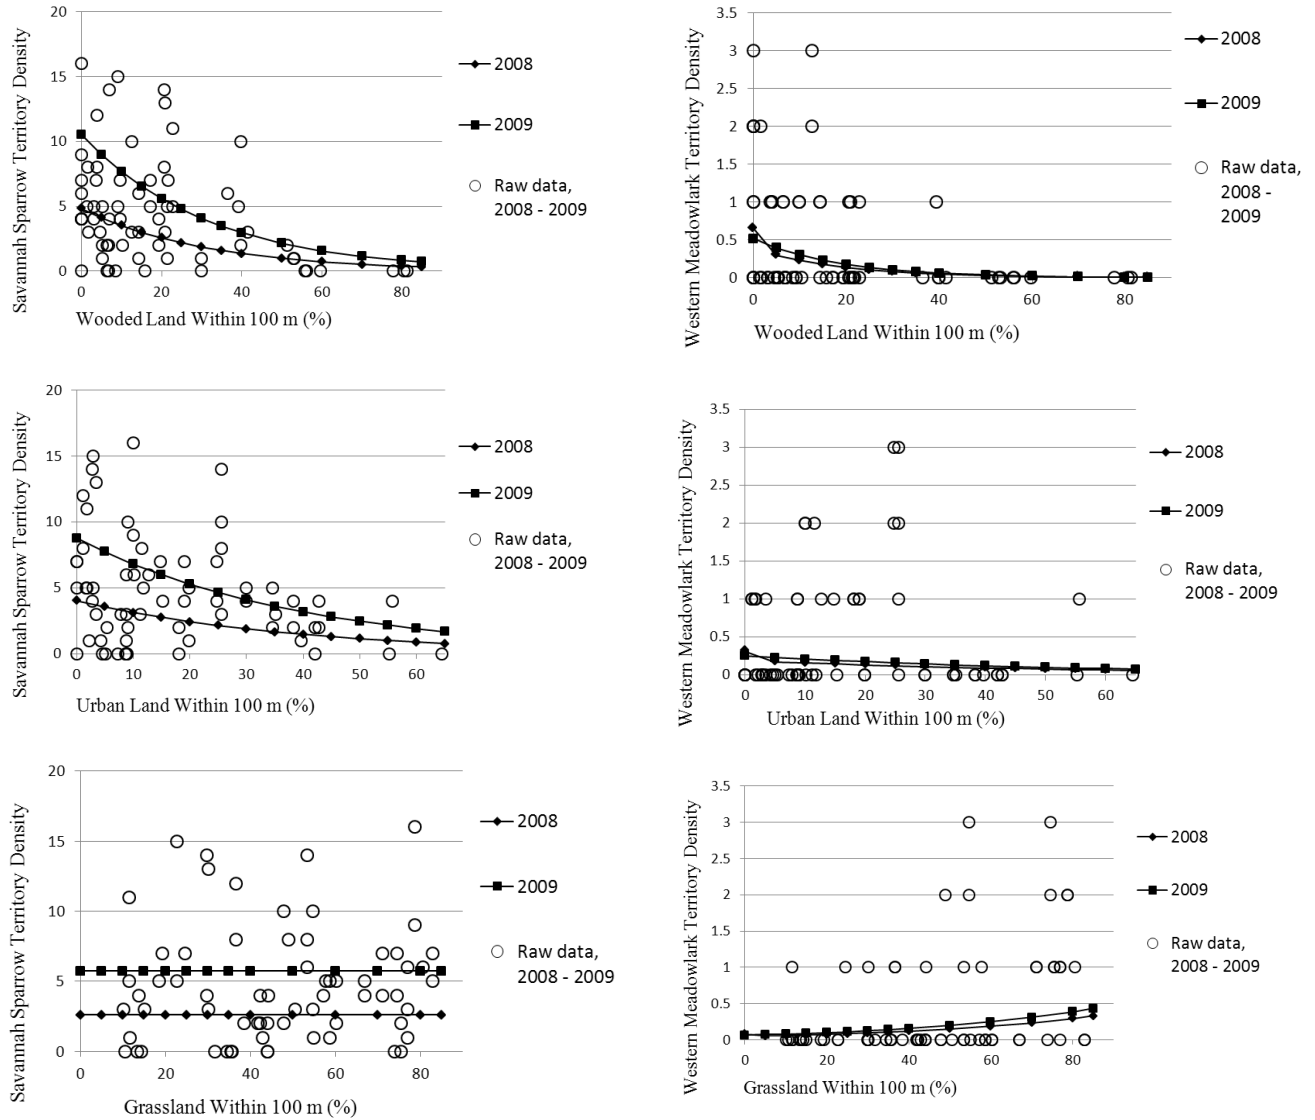 Savannah Sparrow Territory Density
20
15
10
5
0
0 20 40 60 80
Wooded Land Within 100 m (%)
2008
2009
Raw data,
2008 - 2009
Western Meadowlark Territory Density
3.5
3
2.5
2
1.5
1
0.5
0
0 20 40 60 80
Wooded Land Within 100 m (%)
2008
2009
Raw data,
2008 -
2009
Savannah Sparrow Territory Density
20
15
10
5
0
0 10 20 30 40 50 60
Urban Land Within 100 m (%)
2008
2009
Raw data,
2008 - 2009
Western Meadowlark Territory Density
3.5
3
2.5
2
1.5
1
0.5
0
0 10 20 30 40 50 60
Urban Land Within 100 m (%)
2008
2009
Raw data,
2008 - 2009
Savannah Sparrow Territory Density
20
15
10
5
0
0 20 40 60 80
Grassland Within 100 m (%)
2008
2009
Raw data,
2008 - 2009
Western Meadowlark Territory Density
3.5
3
2.5
2
1.5
1
0.5
0
0 20 40 60 80
Grassland Within 100 m (%)
2008
2009
Raw data,
2008 - 2009